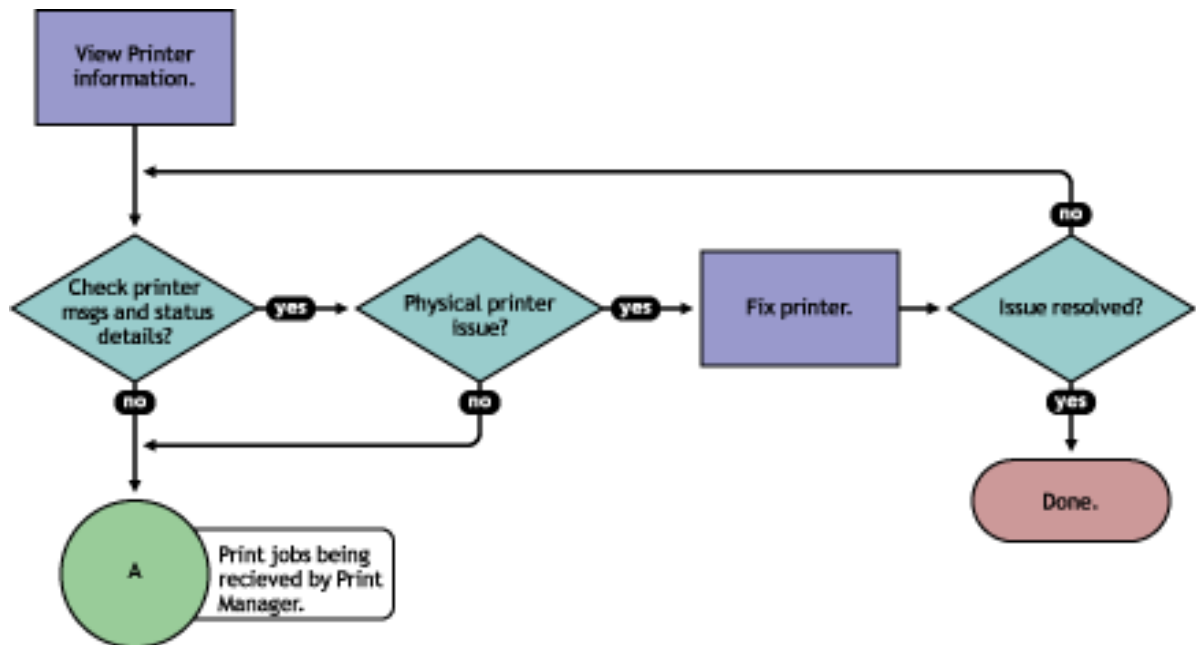 View Printer
information.
no
Check printer
msgs and status
details?
yes
Physical printer
issue?
yes
Fix printer.
Issue resolved?
no
no
yes
Done.
A
Print jobs being
recieved by Print
Manager.